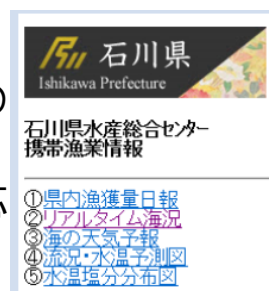 石川県
Ishikawa Prefecture
石川県水産総合センター
携帯漁業情報
①県内漁獲量日報
②リアルタイム海況
③海の天気予報
④流況・水温予測図
⑤水温塩分分布図